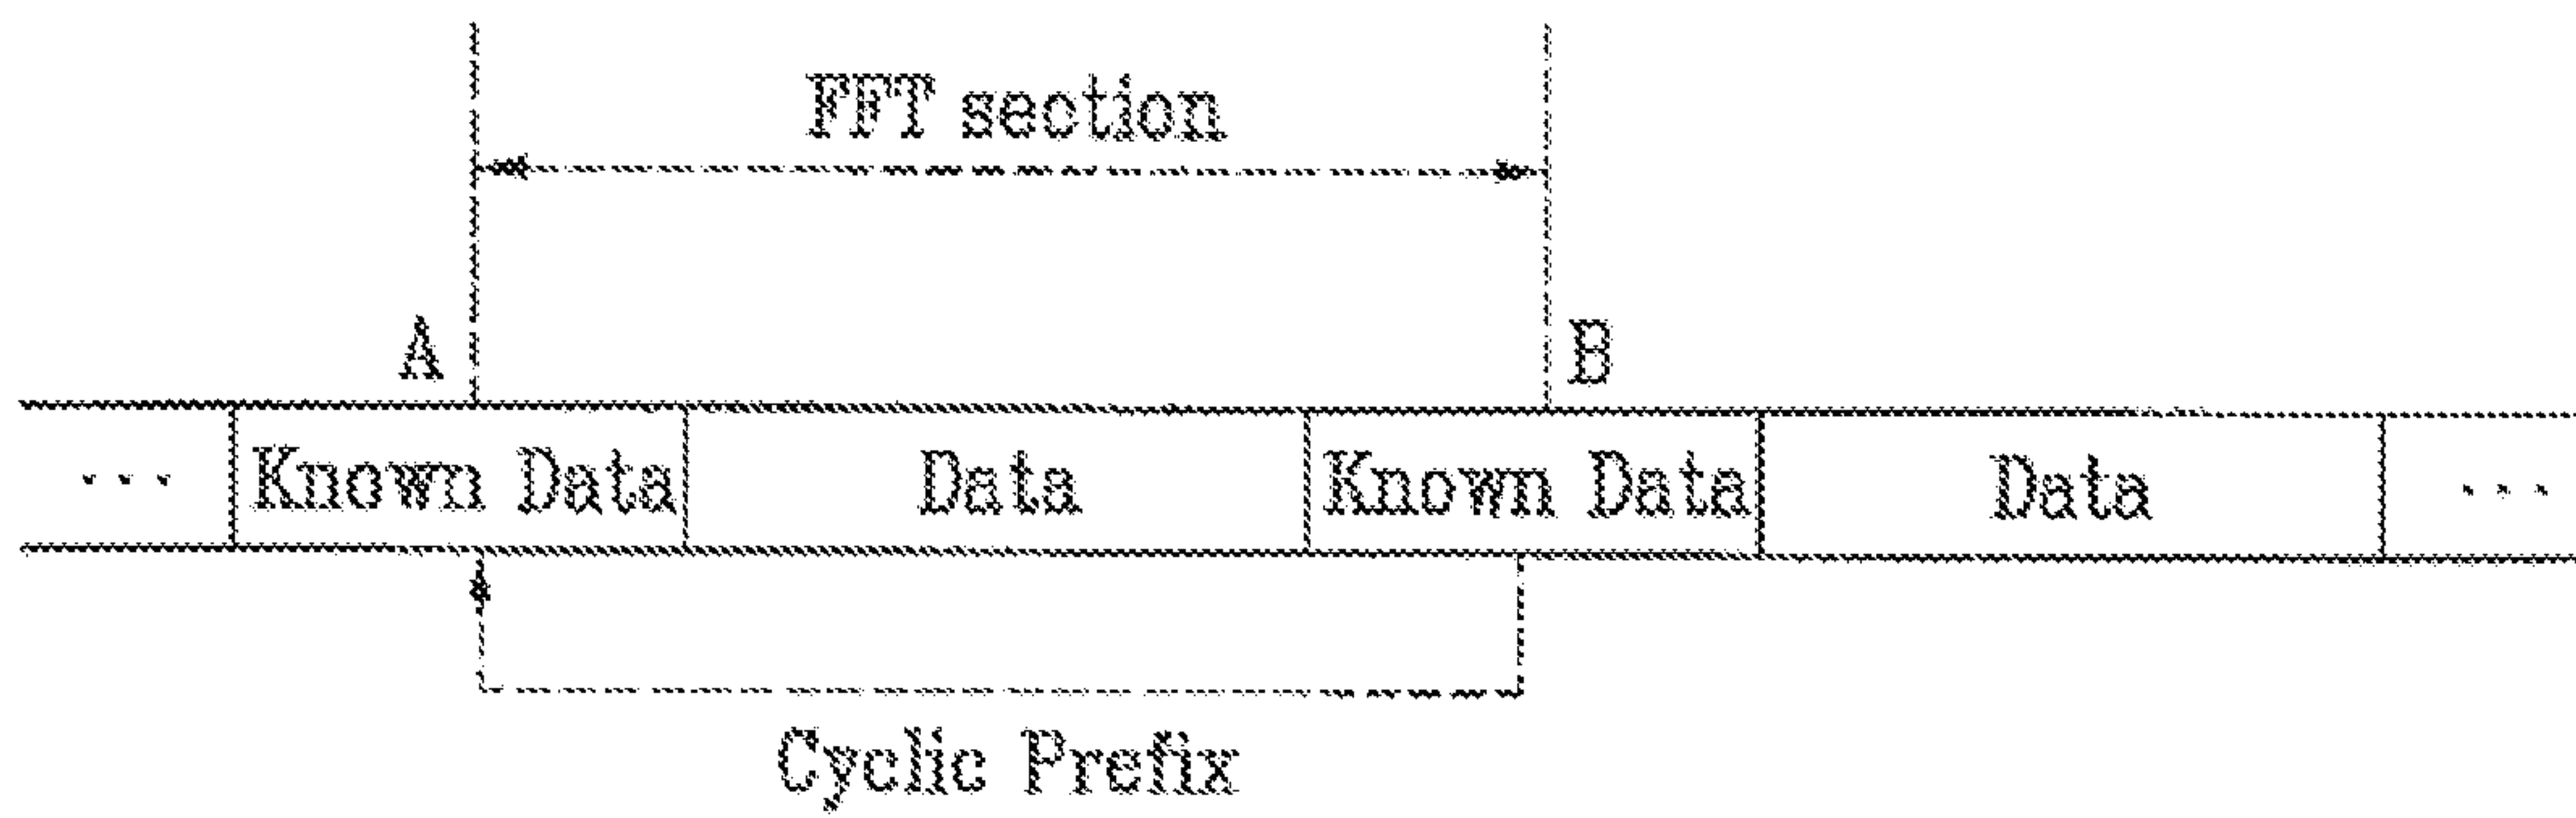 FFT section
A B
... Known Data Data Known Data Data ...
Cyclic Prefix